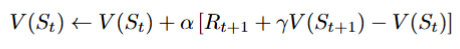 V(S_t) ← V(S_t) + α [R_{t+1} + γV(S_{t+1}) − V(S_t)]